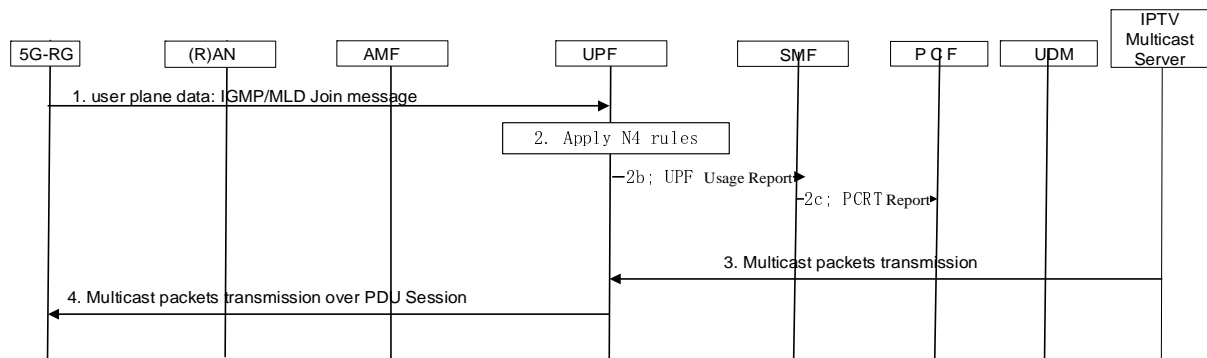 IPTV
Multicast
Server
5G-RG
(R)AN
AMF
UPF
SMF
P C F
UDM
1. user plane data: IGMP/MLD Join message
2. Apply N4 rules
2b; UPF Usage Report
2c; PCRT Report
3. Multicast packets transmission
4. Multicast packets transmission over PDU Session